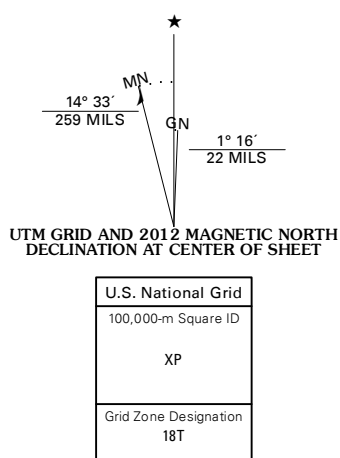 ★
MN
GN
14° 33´
259 MILS
1° 16´
22 MILS
UTM GRID AND 2012 MAGNETIC NORTH
DECLINATION AT CENTER OF SHEET
U.S. National Grid
100,000-m Square ID
XP
Grid Zone Designation
18T